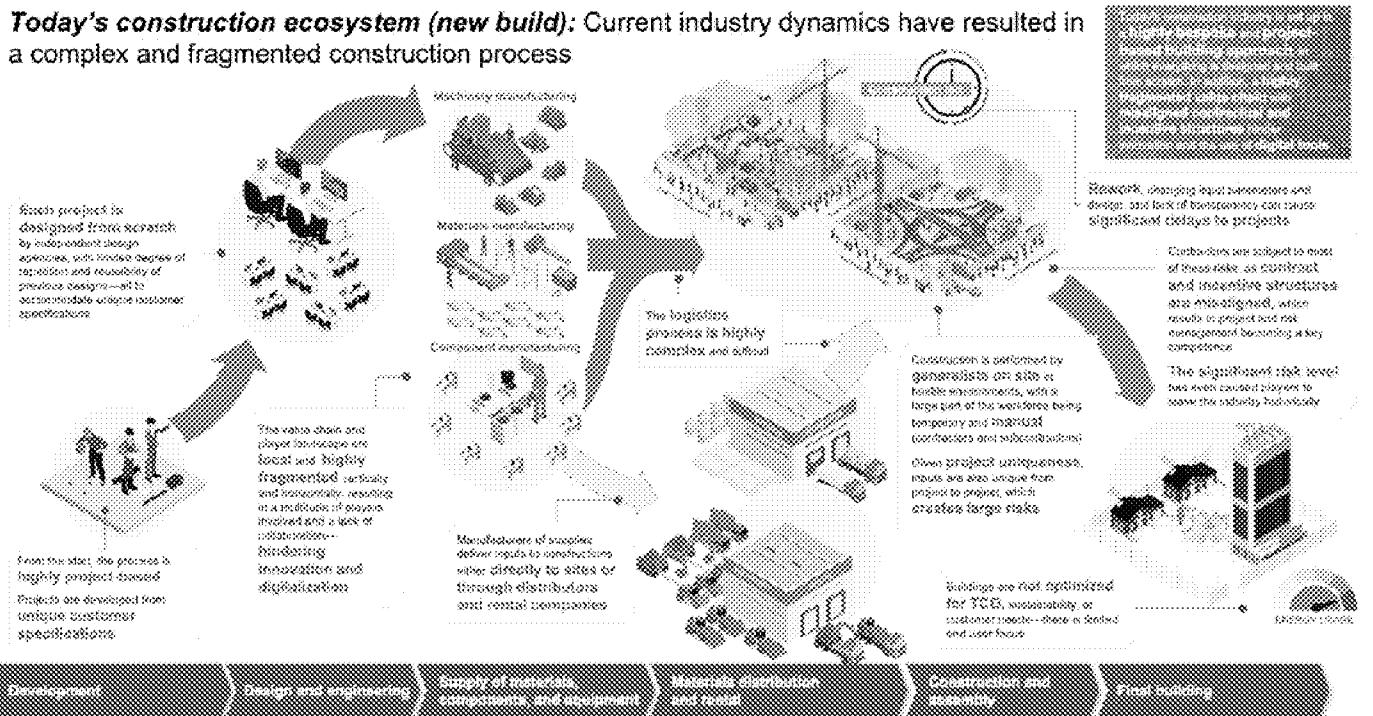 Today's construction ecosystem (new build): Current industry dynamics have resulted in
a complex and fragmented construction process
Machinery manufacturing
Materials manufacturing
Component manufacturing
Each project is
designed from scratch
by independent design
agencies, with limited degree of
repetition and reusability of
previous designs—all to
accommodate unique customer
specifications
From the start, the process is
highly project-based
Projects are developed from
unique customer
specifications
The value chain and
player landscape are
local and highly
fragmented vertically
and horizontally, resulting
in a multitude of players
involved and a lack of
collaboration—
hindering
innovation and
digitalization
Manufacturers of supplies
deliver inputs to constructions
either directly to sites or
through distributors
and rental companies
The logistics
process is highly
complex and
Rework, changing input parameters and
design, and lack of transparency can cause
significant delays to projects
Contractors are subject to most
of these risks, as contract
and incentive structures
are misaligned, which
results in project and risk
management becoming a key
competence
The significant risk level
has even caused players to
leave the industry historically
Construction is performed by
generalists on site in
environments, with a
large part of the workforce being
temporary and manual
(contractors and subcontractors)
Given project uniqueness,
inputs are also unique from
project to project, which
creates large risks
Buildings are not optimized
for TCO, sustainability, or
customer needs—there is limited
end user focus
Development
Design and engineering
Supply of materials,
components, and equipment
Materials distribution
and rental
Construction and
assembly
Final building